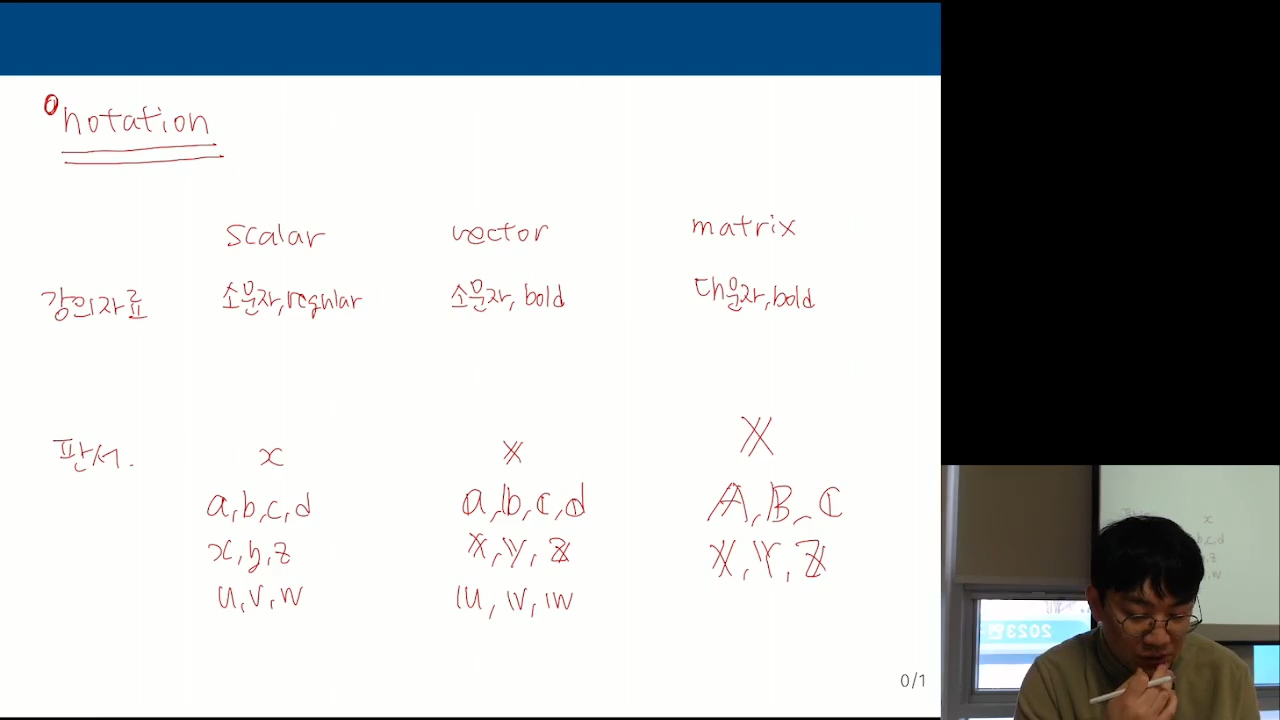 notation
scalar vector matrix
강의자료 소문자, regular 소문자, bold 대문자, bold
판서. x 𝕩 𝕏
a, b, c, d 𝕒, 𝕓, 𝕔, 𝕕 𝔸, 𝔹, ℂ
x, y, z 𝕩, 𝕪, 𝕫 𝕏, 𝕐, ℤ
u, v, w 𝕦, 𝕧, 𝕨
0/1